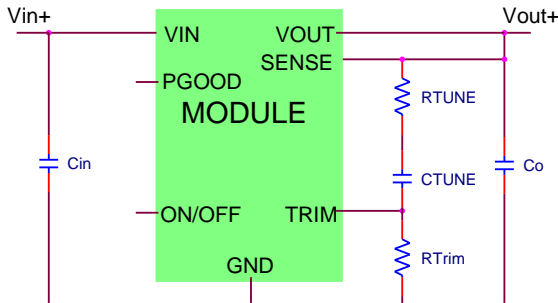 Vin+
Vout+
VIN
VOUT
SENSE
PGOOD
RTUNE
MODULE
Cin
CTUNE
Co
ON/OFF
TRIM
RTrim
GND